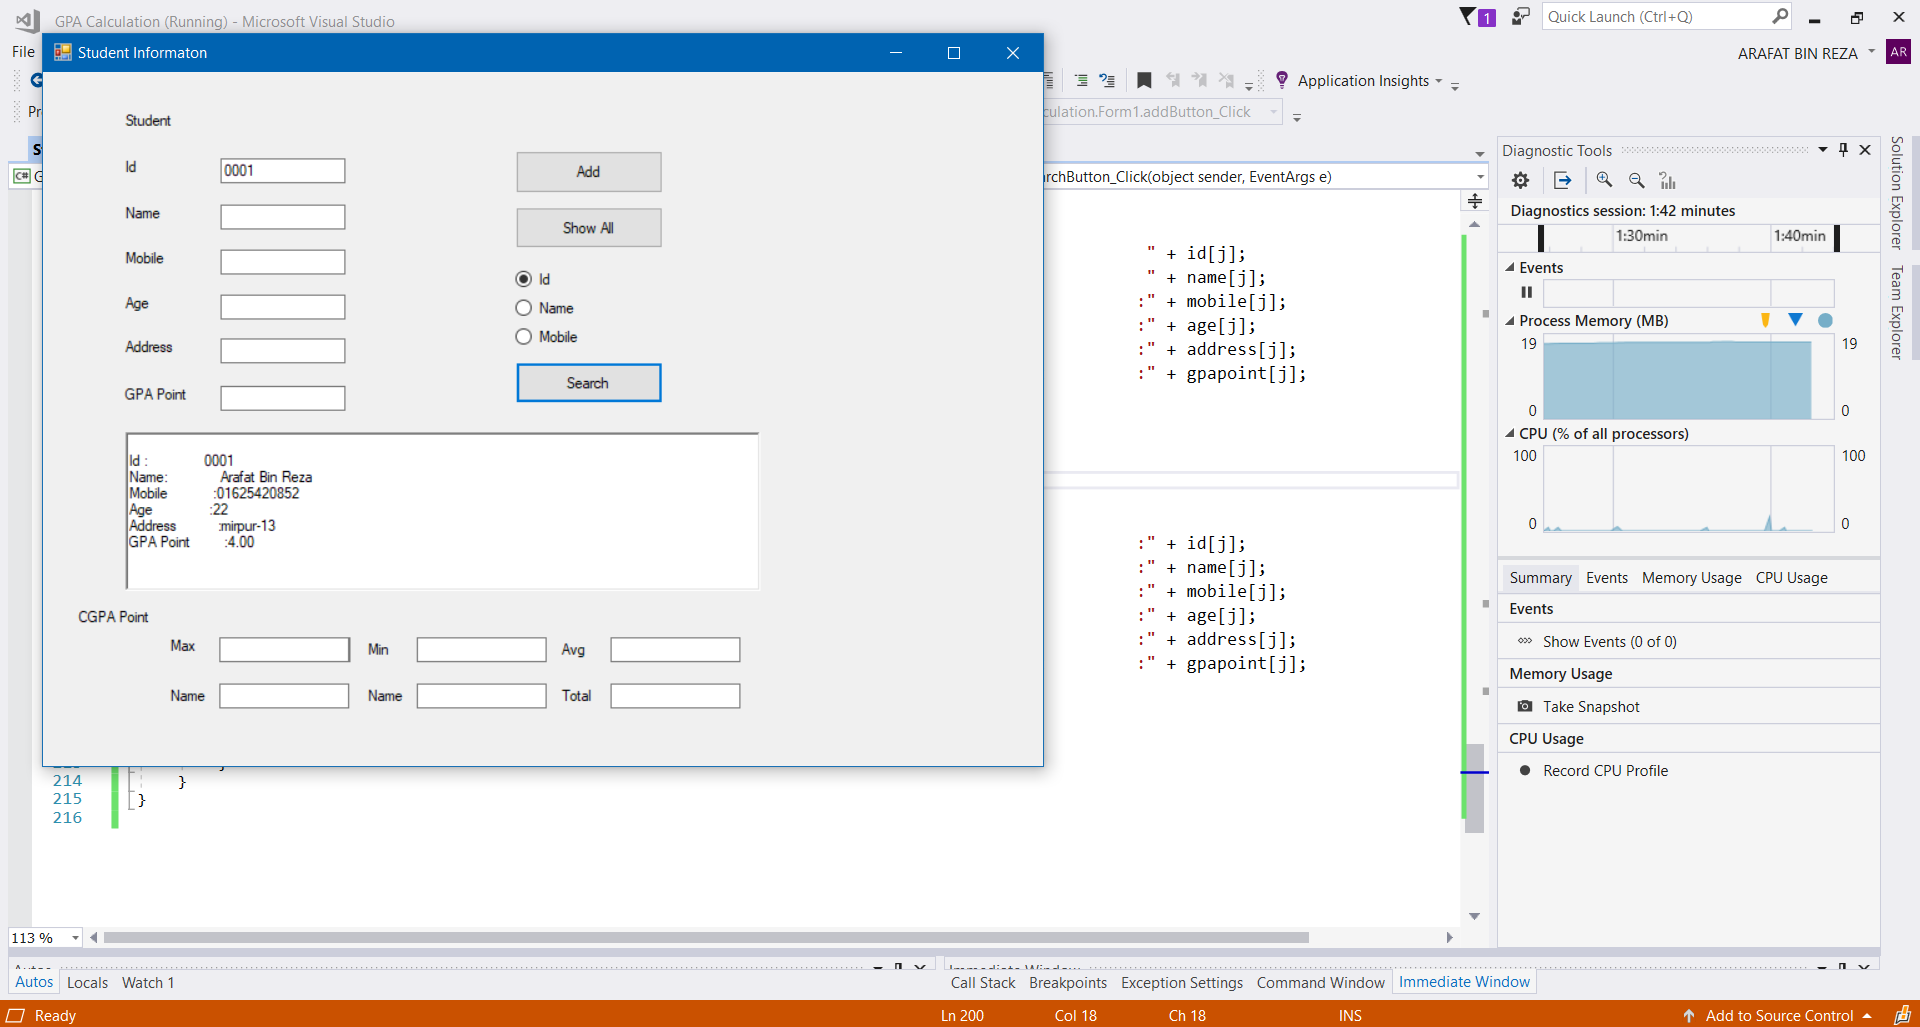 GPA Calculation (Running) - Microsoft Visual Studio
1
Quick Launch (Ctrl+Q)
File
ARAFAT BIN REZA
AR
Student Informaton
Application Insights
culation.Form1.addButton_Click
C#
rchButton_Click(object sender, EventArgs e)
Student
Id
0001
Name
Mobile
Age
Address
GPA Point
Add
Show All
Id
Name
Mobile
Search
Id : 0001
Name: Arafat Bin Reza
Mobile :01625420852
Age :22
Address :mirpur-13
GPA Point :4.00
CGPA Point
Max
Min
Avg
Name
Name
Total
" + id[j];
" + name[j];
:" + mobile[j];
:" + age[j];
:" + address[j];
:" + gpapoint[j];
:" + id[j];
:" + name[j];
:" + mobile[j];
:" + age[j];
:" + address[j];
:" + gpapoint[j];
214 }
215 }
216
113 %
Diagnostic Tools
Diagnostics session: 1:42 minutes
1:30min 1:40min
Events
Process Memory (MB)
19 19
0 0
CPU (% of all processors)
100 100
0 0
Summary Events Memory Usage CPU Usage
Events
Show Events (0 of 0)
Memory Usage
Take Snapshot
CPU Usage
Record CPU Profile
Solution Explorer
Team Explorer
Autos Locals Watch 1
Call Stack Breakpoints Exception Settings Command Window Immediate Window
Ready
Ln 200 Col 18 Ch 18 INS
Add to Source Control